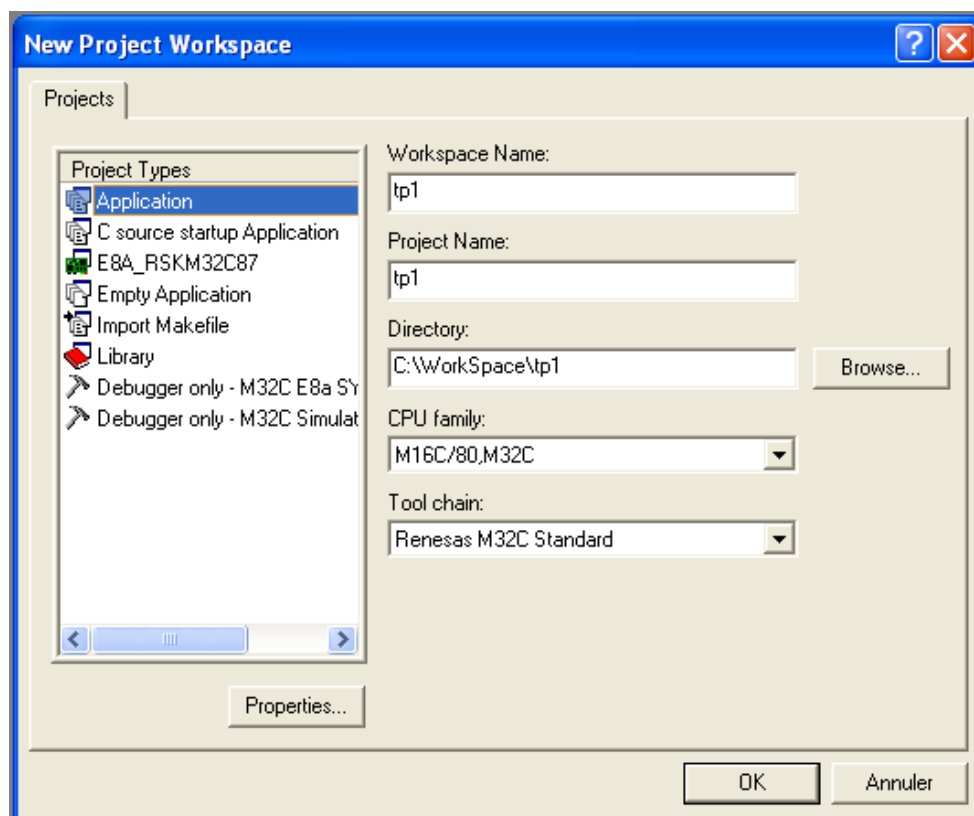 New Project Workspace
Projects
Project Types
Application
C source startup Application
E8A_RSKM32C87
Empty Application
Import Makefile
Library
Debugger only - M32C E8a SY
Debugger only - M32C Simulat
Properties...
Workspace Name:
tp1
Project Name:
tp1
Directory:
C:\WorkSpace\tp1
Browse...
CPU family:
M16C/80,M32C
Tool chain:
Renesas M32C Standard
OK
Annuler